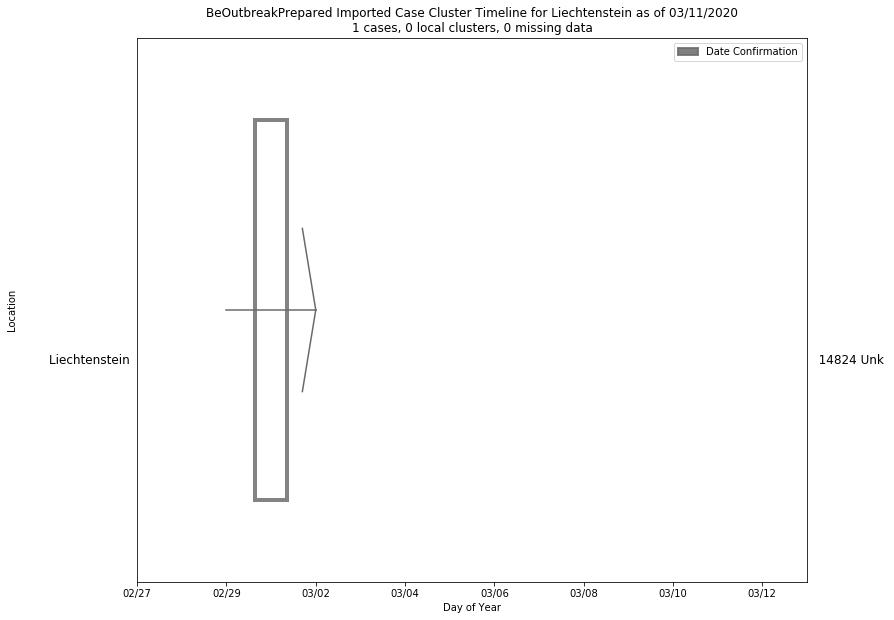 BeOutbreakPrepared Imported Case Cluster Timeline for Liechtenstein as of 03/11/2020
1 cases, 0 local clusters, 0 missing data
Date Confirmation
Location
Liechtenstein
14824 Unk
02/27 02/29 03/02 03/04 03/06 03/08 03/10 03/12
Day of Year